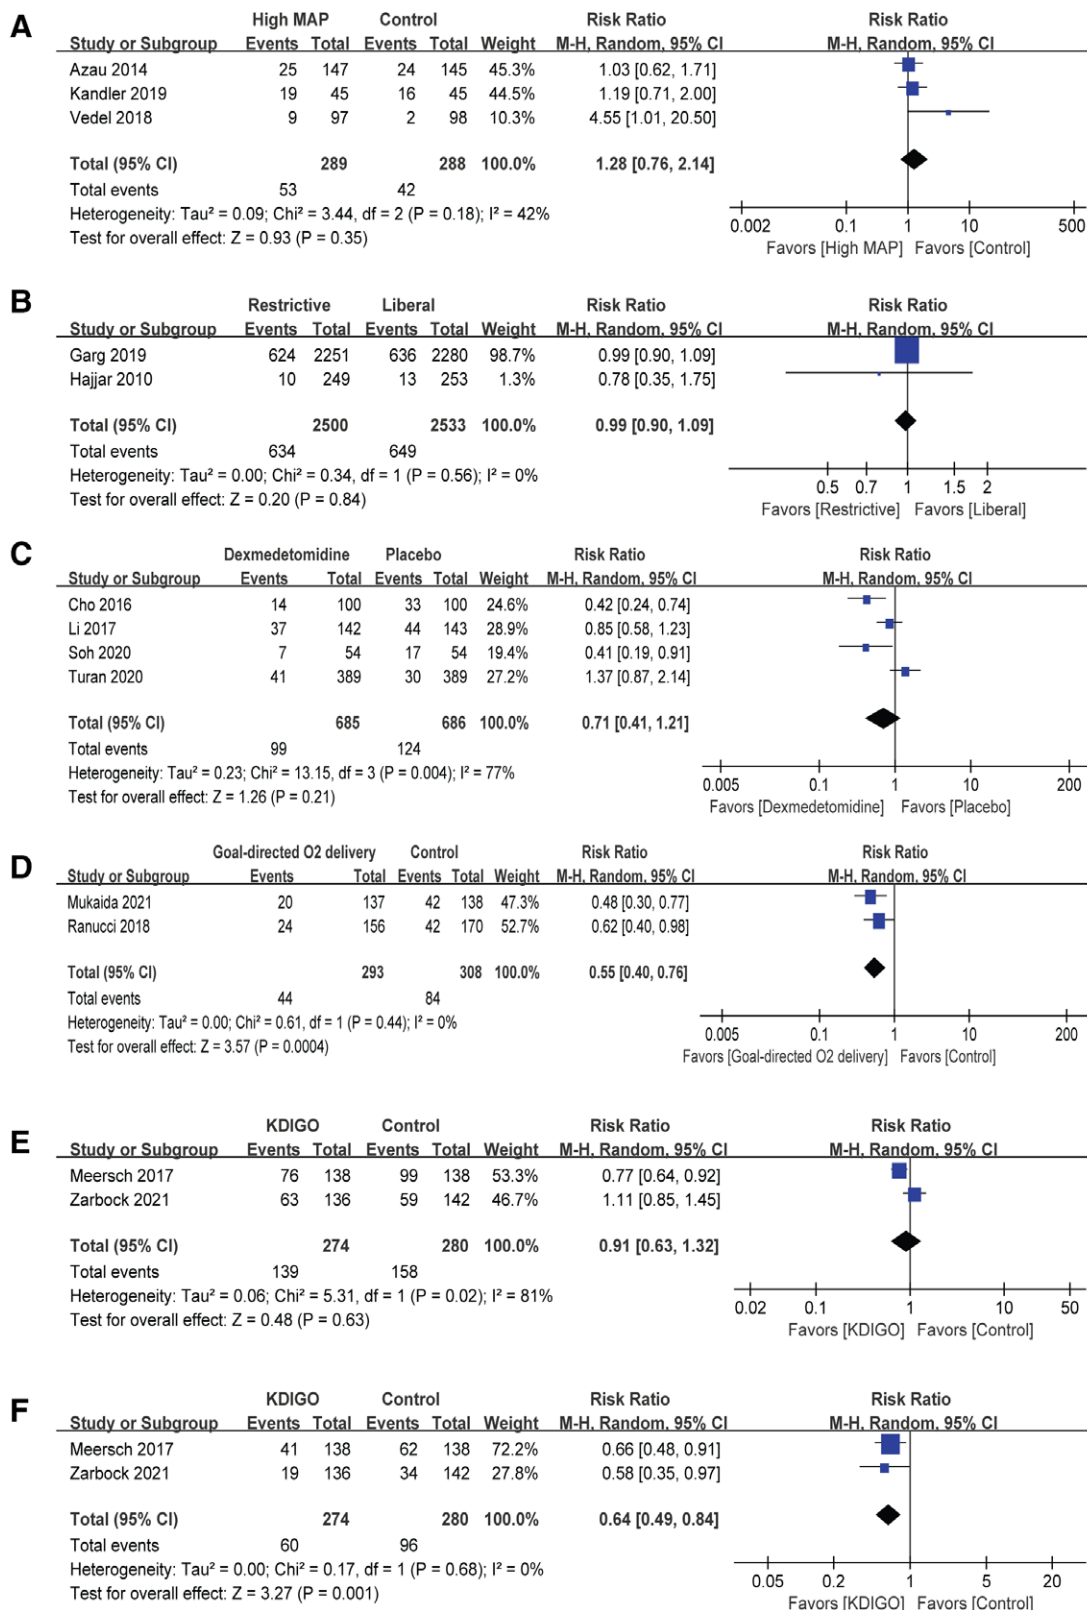 A
High MAP Control Risk Ratio Risk Ratio
Study or Subgroup Events Total Events Total Weight M-H, Random, 95% CI M-H, Random, 95% CI
Azau 2014 25 147 24 145 45.3% 1.03 [0.62, 1.71]
Kandler 2019 19 45 16 45 44.5% 1.19 [0.71, 2.00]
Vedel 2018 9 97 2 98 10.3% 4.55 [1.01, 20.50]
Total (95% CI) 289 288 100.0% 1.28 [0.76, 2.14]
Total events 53 42
Heterogeneity: Tau² = 0.09; Chi² = 3.44, df = 2 (P = 0.18); I² = 42%
Test for overall effect: Z = 0.93 (P = 0.35)
0.002 0.1 1 10 500
Favors [High MAP] Favors [Control]
B
Restrictive Liberal Risk Ratio Risk Ratio
Study or Subgroup Events Total Events Total Weight M-H, Random, 95% CI M-H, Random, 95% CI
Garg 2019 624 2251 636 2280 98.7% 0.99 [0.90, 1.09]
Hajjar 2010 10 249 13 253 1.3% 0.78 [0.35, 1.75]
Total (95% CI) 2500 2533 100.0% 0.99 [0.90, 1.09]
Total events 634 649
Heterogeneity: Tau² = 0.00; Chi² = 0.34, df = 1 (P = 0.56); I² = 0%
Test for overall effect: Z = 0.20 (P = 0.84)
0.5 0.7 1 1.5 2
Favors [Restrictive] Favors [Liberal]
C
Dexmedetomidine Placebo Risk Ratio Risk Ratio
Study or Subgroup Events Total Events Total Weight M-H, Random, 95% CI M-H, Random, 95% CI
Cho 2016 14 100 33 100 24.6% 0.42 [0.24, 0.74]
Li 2017 37 142 44 143 28.9% 0.85 [0.58, 1.23]
Soh 2020 7 54 17 54 19.4% 0.41 [0.19, 0.91]
Turan 2020 41 389 30 389 27.2% 1.37 [0.87, 2.14]
Total (95% CI) 685 686 100.0% 0.71 [0.41, 1.21]
Total events 99 124
Heterogeneity: Tau² = 0.23; Chi² = 13.15, df = 3 (P = 0.004); I² = 77%
Test for overall effect: Z = 1.26 (P = 0.21)
0.005 0.1 1 10 200
Favors [Dexmedetomidine] Favors [Placebo]
D
Goal-directed O2 delivery Control Risk Ratio Risk Ratio
Study or Subgroup Events Total Events Total Weight M-H, Random, 95% CI M-H, Random, 95% CI
Mukaida 2021 20 137 42 138 47.3% 0.48 [0.30, 0.77]
Ranucci 2018 24 156 42 170 52.7% 0.62 [0.40, 0.98]
Total (95% CI) 293 308 100.0% 0.55 [0.40, 0.76]
Total events 44 84
Heterogeneity: Tau² = 0.00; Chi² = 0.61, df = 1 (P = 0.44); I² = 0%
Test for overall effect: Z = 3.57 (P = 0.0004)
0.005 0.1 1 10 200
Favors [Goal-directed O2 delivery] Favors [Control]
E
KDIGO Control Risk Ratio Risk Ratio
Study or Subgroup Events Total Events Total Weight M-H, Random, 95% CI M-H, Random, 95% CI
Meersch 2017 76 138 99 138 53.3% 0.77 [0.64, 0.92]
Zarbock 2021 63 136 59 142 46.7% 1.11 [0.85, 1.45]
Total (95% CI) 274 280 100.0% 0.91 [0.63, 1.32]
Total events 139 158
Heterogeneity: Tau² = 0.06; Chi² = 5.31, df = 1 (P = 0.02); I² = 81%
Test for overall effect: Z = 0.48 (P = 0.63)
0.02 0.1 1 10 50
Favors [KDIGO] Favors [Control]
F
KDIGO Control Risk Ratio Risk Ratio
Study or Subgroup Events Total Events Total Weight M-H, Random, 95% CI M-H, Random, 95% CI
Meersch 2017 41 138 62 138 72.2% 0.66 [0.48, 0.91]
Zarbock 2021 19 136 34 142 27.8% 0.58 [0.35, 0.97]
Total (95% CI) 274 280 100.0% 0.64 [0.49, 0.84]
Total events 60 96
Heterogeneity: Tau² = 0.00; Chi² = 0.17, df = 1 (P = 0.68); I² = 0%
Test for overall effect: Z = 3.27 (P = 0.001)
0.05 0.2 1 5 20
Favors [KDIGO] Favors [Control]